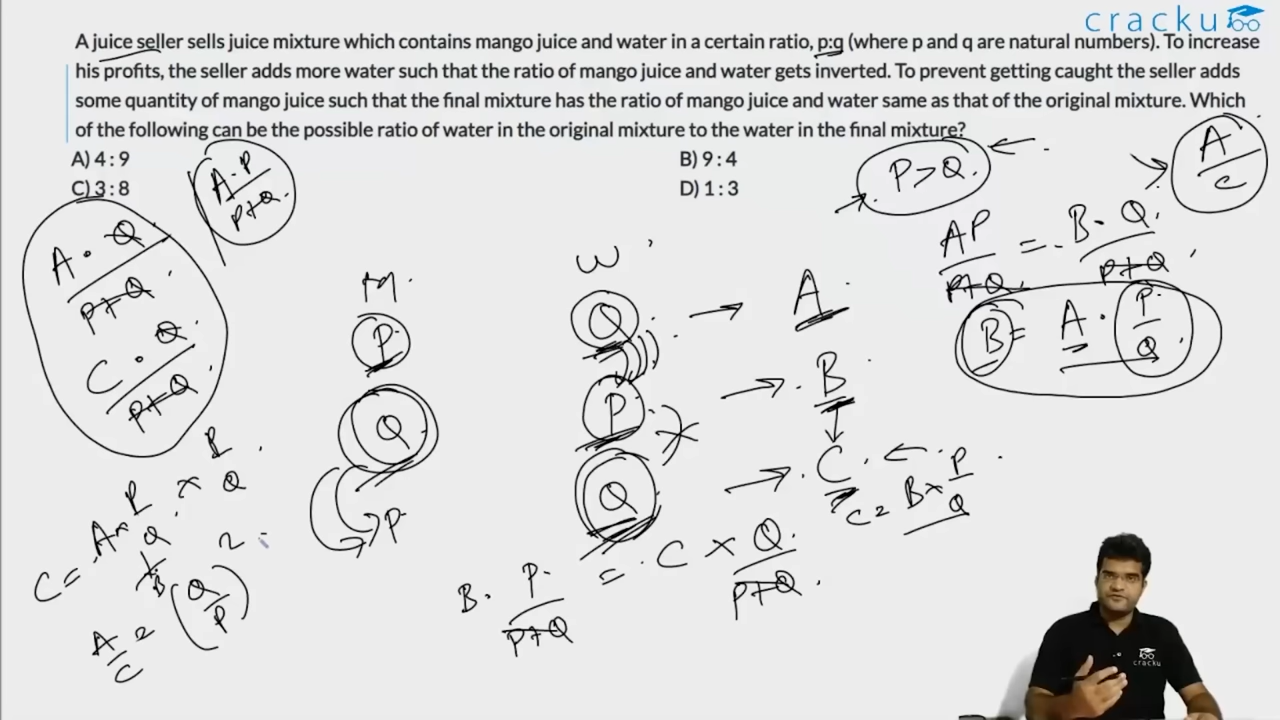 cracku
A juice seller sells juice mixture which contains mango juice and water in a certain ratio, p:q (where p and q are natural numbers). To increase
his profits, the seller adds more water such that the ratio of mango juice and water gets inverted. To prevent getting caught the seller adds
some quantity of mango juice such that the final mixture has the ratio of mango juice and water same as that of the original mixture. Which
of the following can be the possible ratio of water in the original mixture to the water in the final mixture?
A) 4 : 9
B) 9 : 4
C) 3 : 8
D) 1 : 3
A.P / P+Q
P>Q.
A / C
A. Q / P+Q
C. Q / P+Q
M.
W
P.
Q. → A.
Q
P → B
Q → C.
P.
AP / P+Q = B. Q / P+Q
B = A. P / Q
C = B x P / Q
B. P / P+Q = C x Q / P+Q
C = A x P / Q x P / Q
A / C = (Q / P) 2
cracku